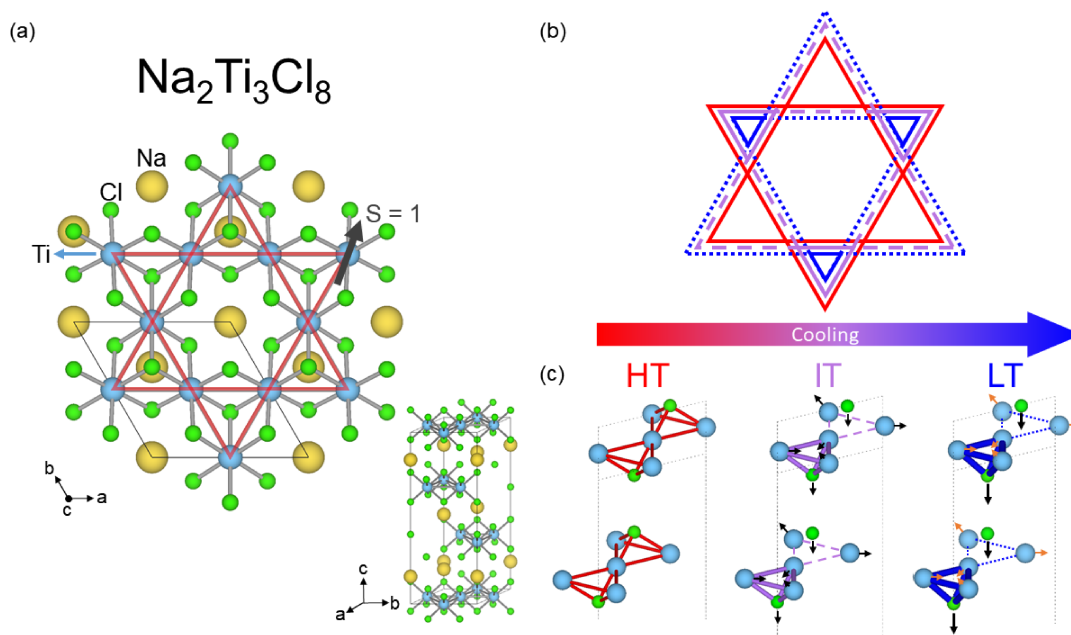 (a)
Na₂Ti₃Cl₈
Na
Cl
S = 1
Ti
b
c
a
c
a
b
(b)
Cooling
(c)
HT
IT
LT